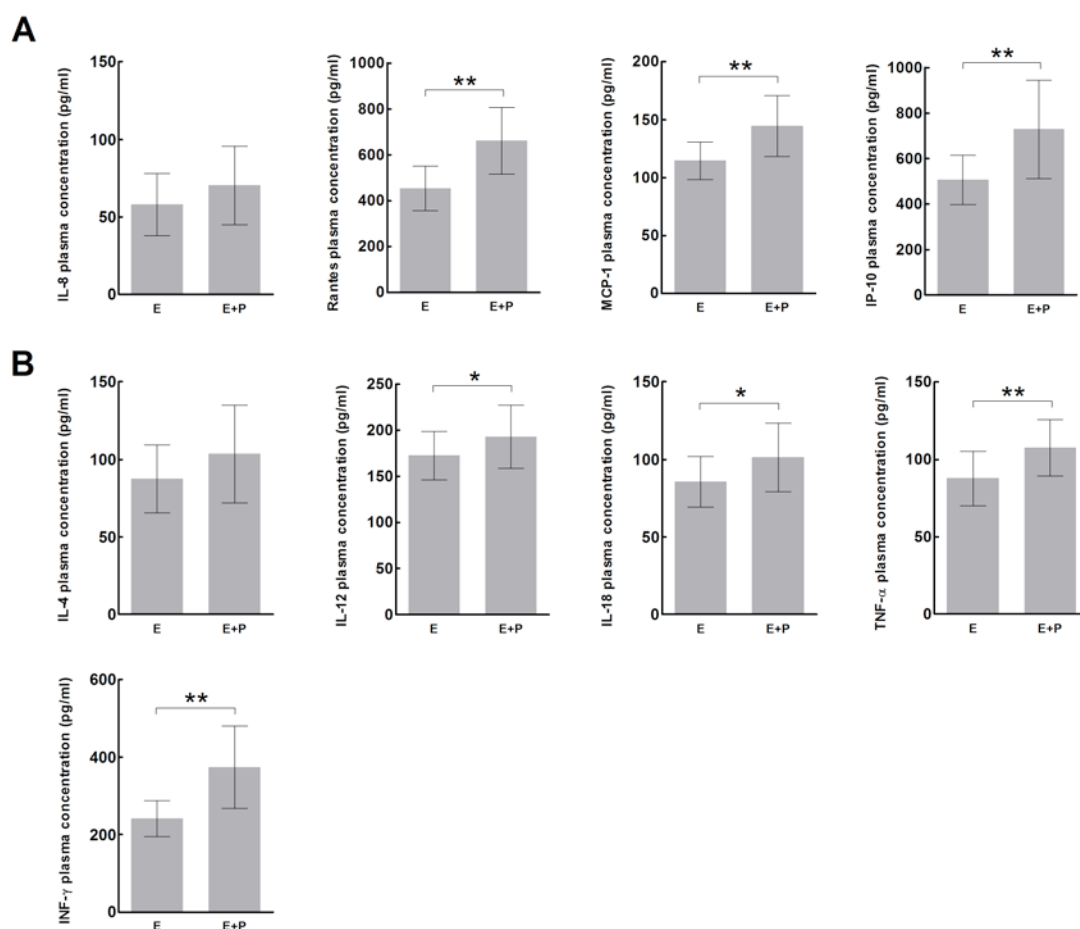 A
IL-8 plasma concentration (pg/ml)
150
100
50
0
E
E+P
Rantes plasma concentration (pg/ml)
1000
800
600
400
200
0
**
E
E+P
MCP-1 plasma concentration (pg/ml)
200
150
100
50
0
**
E
E+P
IP-10 plasma concentration (pg/ml)
1000
800
600
400
200
0
**
E
E+P
B
IL-4 plasma concentration (pg/ml)
150
100
50
0
E
E+P
IL-12 plasma concentration (pg/ml)
250
200
150
100
50
0
*
E
E+P
IL-18 plasma concentration (pg/ml)
150
100
50
0
*
E
E+P
TNF-α plasma concentration (pg/ml)
150
100
50
0
**
E
E+P
INF-γ plasma concentration (pg/ml)
600
400
200
0
**
E
E+P